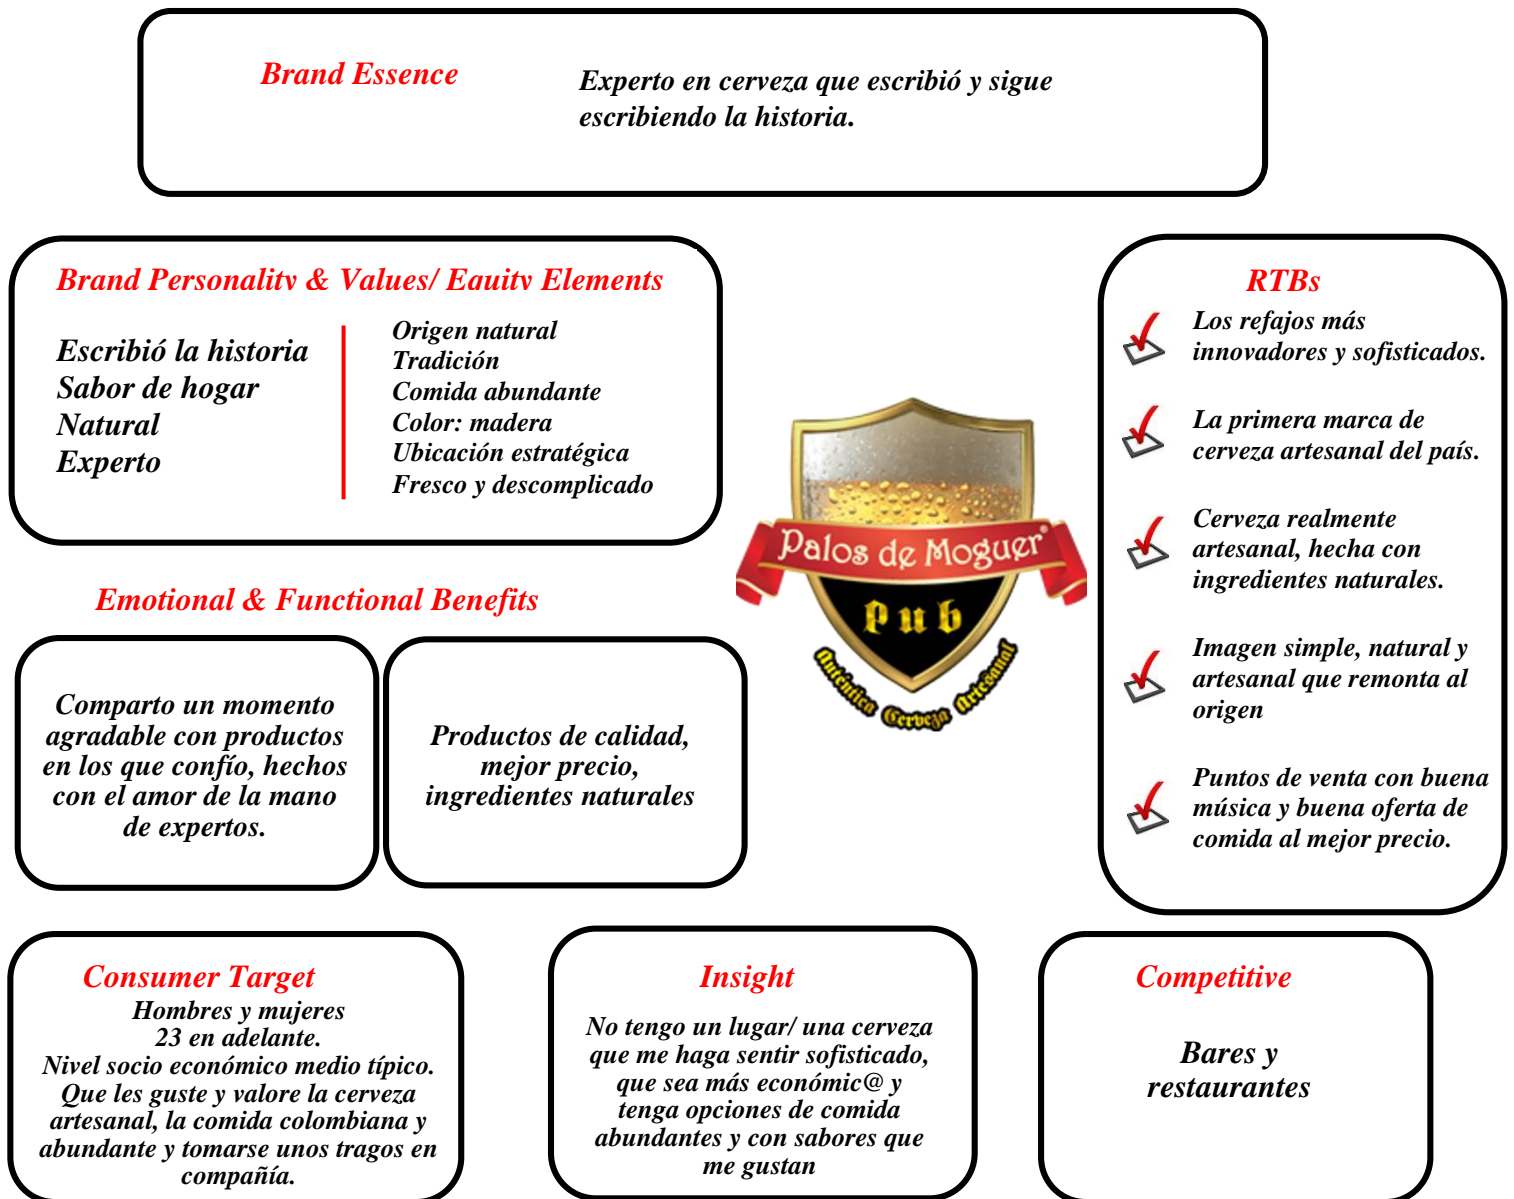 Brand Essence
Experto en cerveza que escribió y sigue
escribiendo la historia.
Brand Personality & Values/ Equity Elements
Escribió la historia
Sabor de hogar
Natural
Experto
Origen natural
Tradición
Comida abundante
Color: madera
Ubicación estratégica
Fresco y descomplicado
RTBs
Los refajos más
innovadores y sofisticados.
La primera marca de
cerveza artesanal del país.
Cerveza realmente
artesanal, hecha con
ingredientes naturales.
Imagen simple, natural y
artesanal que remonta al
origen
Puntos de venta con buena
música y buena oferta de
comida al mejor precio.
Palos de Moguer®
Pub
Auténtica Cerveza Artesanal
Emotional & Functional Benefits
Comparto un momento
agradable con productos
en los que confío, hechos
con el amor de la mano
de expertos.
Productos de calidad,
mejor precio,
ingredientes naturales
Consumer Target
Hombres y mujeres
23 en adelante.
Nivel socio económico medio típico.
Que les guste y valore la cerveza
artesanal, la comida colombiana y
abundante y tomarse unos tragos en
compañía.
Insight
No tengo un lugar/ una cerveza
que me haga sentir sofisticado,
que sea más económic@ y
tenga opciones de comida
abundantes y con sabores que
me gustan
Competitive
Bares y
restaurantes